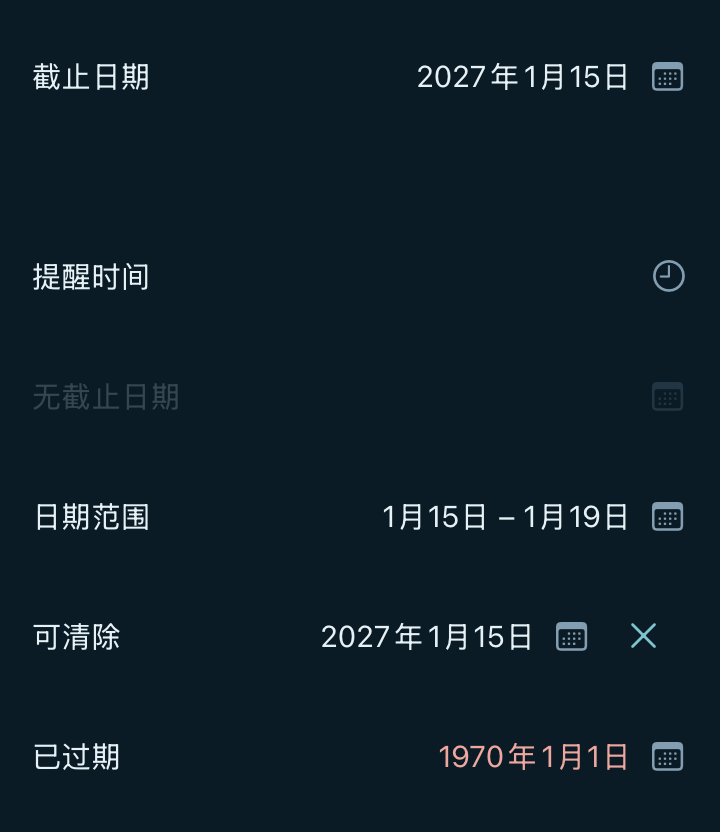 截止日期 2027年1月15日
提醒时间
无截止日期
日期范围 1月15日 – 1月19日
可清除 2027年1月15日
已过期 1970年1月1日